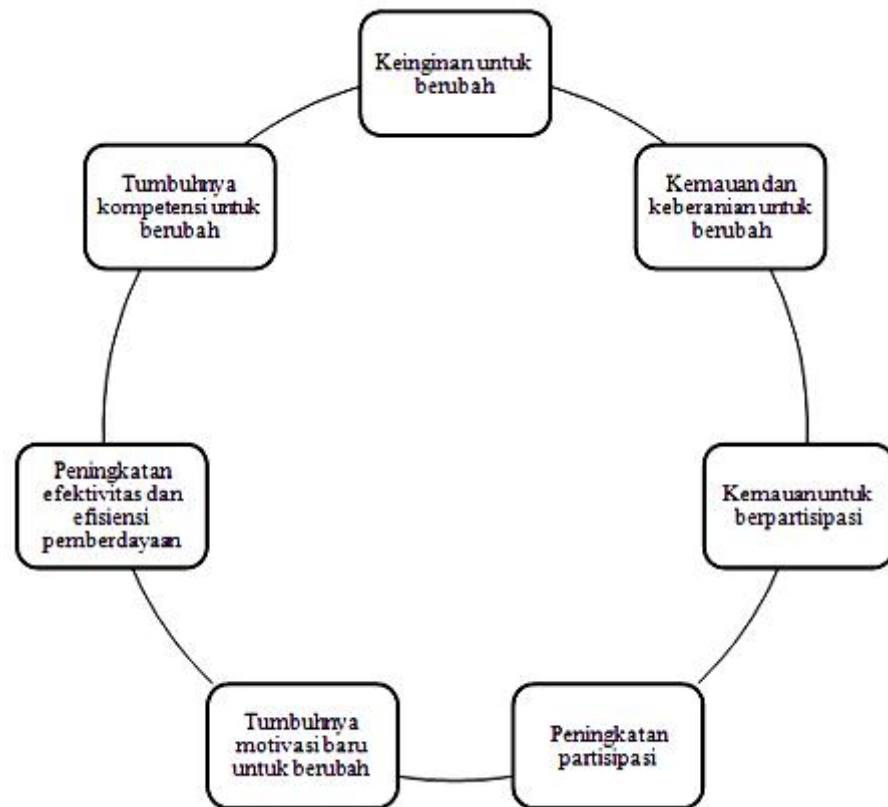 Keinginan untuk
berubah
Kemauan dan
keberanian untuk
berubah
Kemauan untuk
berpartisipasi
Peningkatan
partisipasi
Tumbuhnya
motivasi baru
untuk berubah
Peningkatan
efektivitas dan
efisiensi
pemberdayaan
Tumbuhnya
kompetensi untuk
berubah